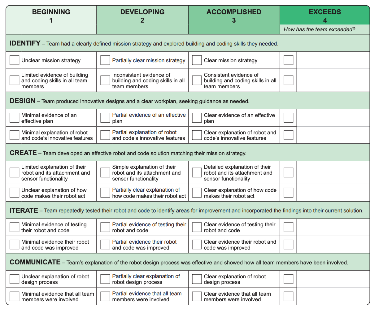 BEGINNING
1
DEVELOPING
2
ACCOMPLISHED
3
EXCEEDS
4
How has the team exceeded?
IDENTIFY – Team had a clearly defined mission strategy and explored building and coding skills they needed.
Unclear mission strategy
Partially clear mission strategy
Clear mission strategy
Limited evidence of building
and coding skills in all team
members
Inconsistent evidence of
building and coding skills in all
team members
Consistent evidence of
building and coding skills in all
team members
DESIGN – Team produced innovative designs and a clear workplan, seeking guidance as needed.
Minimal evidence of an
effective plan
Partial evidence of an effective
plan
Clear evidence of an effective
plan
Minimal explanation of robot
and code's innovative features
Partial explanation of robot
and code's innovative features
Clear explanation of robot and
code's innovative features
CREATE – Team developed an effective robot and code solution matching their mission strategy.
Limited explanation of their
robot and its attachment and
sensor functionality
Simple explanation of their
robot and its attachment and
sensor functionality
Detailed explanation of their
robot and its attachment and
sensor functionality
Unclear explanation of how
code makes their robot act
Partially clear explanation of
how code makes their robot act
Clear explanation of how code
makes their robot act
ITERATE – Team repeatedly tested their robot and code to identify areas for improvement and incorporated the findings into their current solution.
Minimal evidence of testing
their robot and code
Partial evidence of testing their
robot and code
Clear evidence of testing their
robot and code
Minimal evidence their robot
and code was improved
Partial evidence their robot
and code was improved
Clear evidence their robot and
code was improved
COMMUNICATE – Team's explanation of the robot design process was effective and showed how all team members have been involved.
Unclear explanation of robot
design process
Partially clear explanation of
robot design process
Clear explanation of robot
design process
Minimal evidence that all team
members were involved
Partial evidence that all team
members were involved.
Clear evidence that all team
members were involved